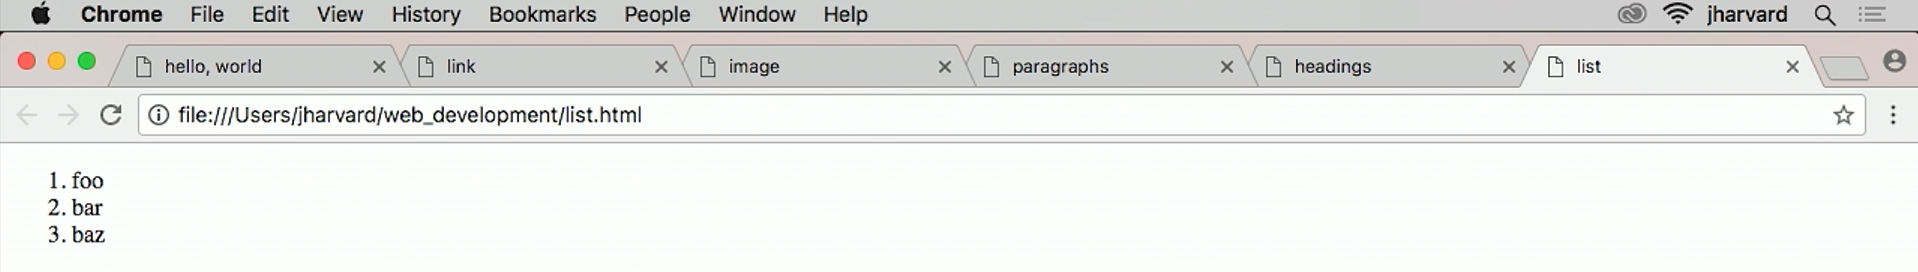 Chrome File Edit View History Bookmarks People Window Help jharvard
hello, world link image paragraphs headings list
file:///Users/jharvard/web_development/list.html
1. foo
2. bar
3. baz